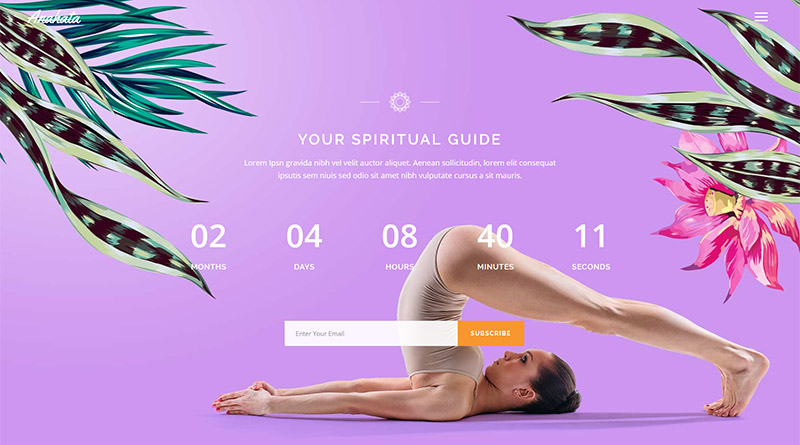 Anahata
YOUR SPIRITUAL GUIDE
Lorem Ipsn gravida nibh vel velit auctor aliquet. Aenean sollicitudin, lorem elit consequat
ipsutis sem niuis sed odio sit amet nibh vulputate cursus a sit mauris.
02 04 08 40 11
MONTHS DAYS HOURS MINUTES SECONDS
Enter Your Email SUBSCRIBE